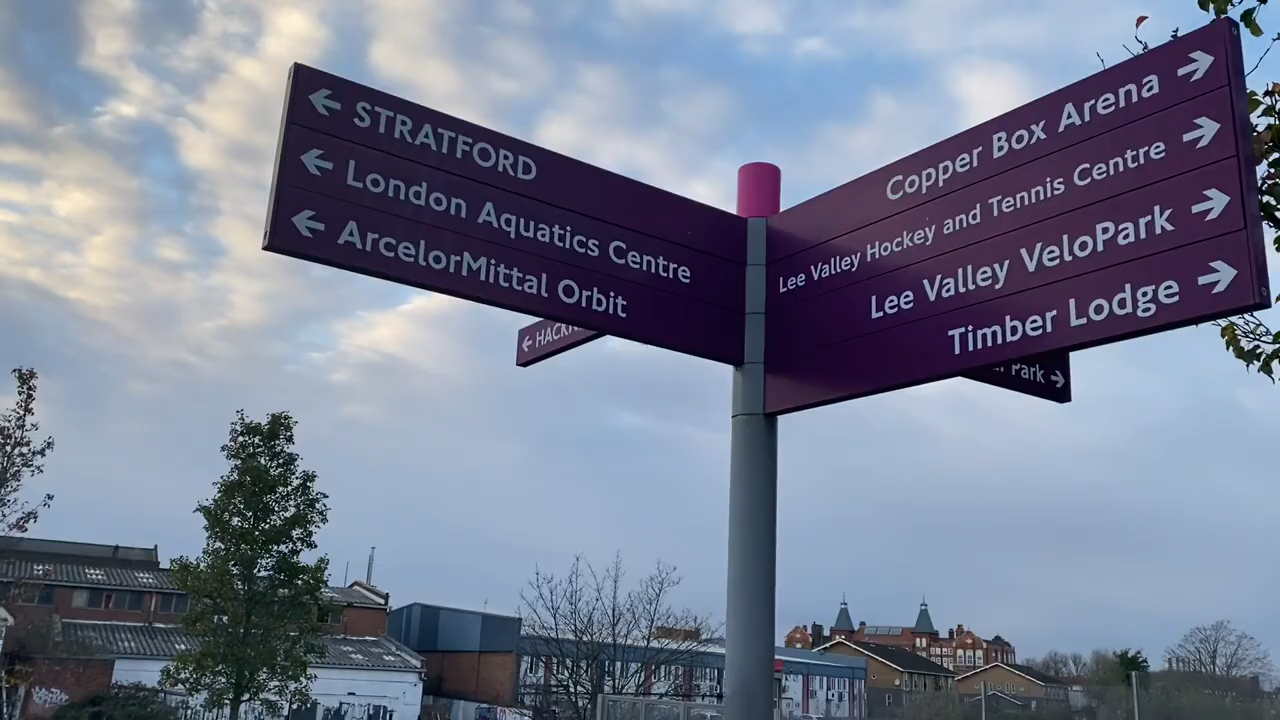 STRATFORD
London Aquatics Centre
ArcelorMittal Orbit
Copper Box Arena
Lee Valley Hockey and Tennis Centre
Lee Valley VeloPark
Timber Lodge
Park